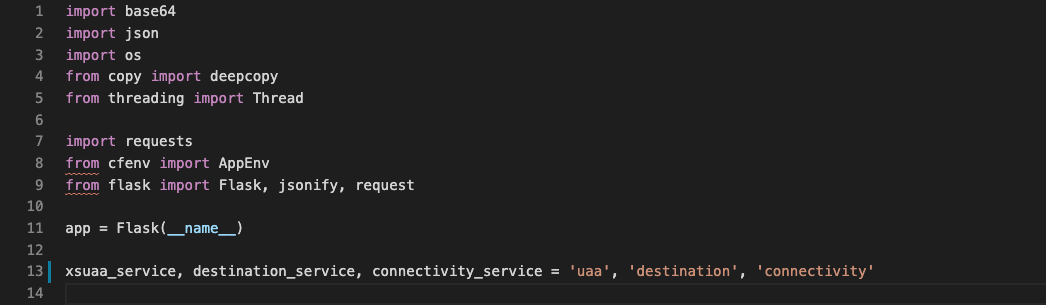 1 import base64
2 import json
3 import os
4 from copy import deepcopy
5 from threading import Thread
6
7 import requests
8 from cfenv import AppEnv
9 from flask import Flask, jsonify, request
10
11 app = Flask(__name__)
12
13 xsuaa_service, destination_service, connectivity_service = 'uaa', 'destination', 'connectivity'
14